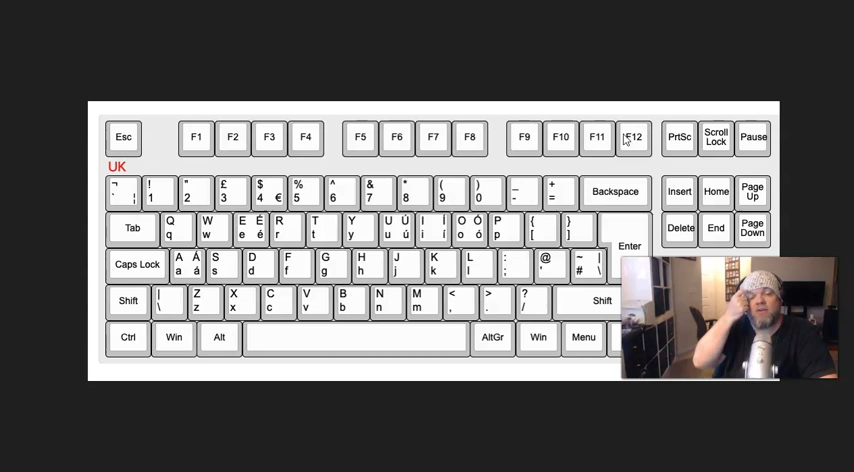 Esc F1 F2 F3 F4 F5 F6 F7 F8 F9 F10 F11 F12 PrtSc Scroll Lock Pause
UK
¬ ` ¦ ! 1 " 2 £ 3 $ 4 € % 5 ^ 6 & 7 * 8 ( 9 ) 0 _ - + = Backspace Insert Home Page Up
Tab Q q W w E É e é R r T t Y y U Ú u ú I Í i í O Ó o ó P p { [ } ] Enter Delete End Page Down
Caps Lock A Á a á S s D d F f G g H h J j K k L l : ; @ ' ~ | # \
Shift | \ Z z X x C c V v B b N n M m < , > . ? / Shift
Ctrl Win Alt AltGr Win Menu